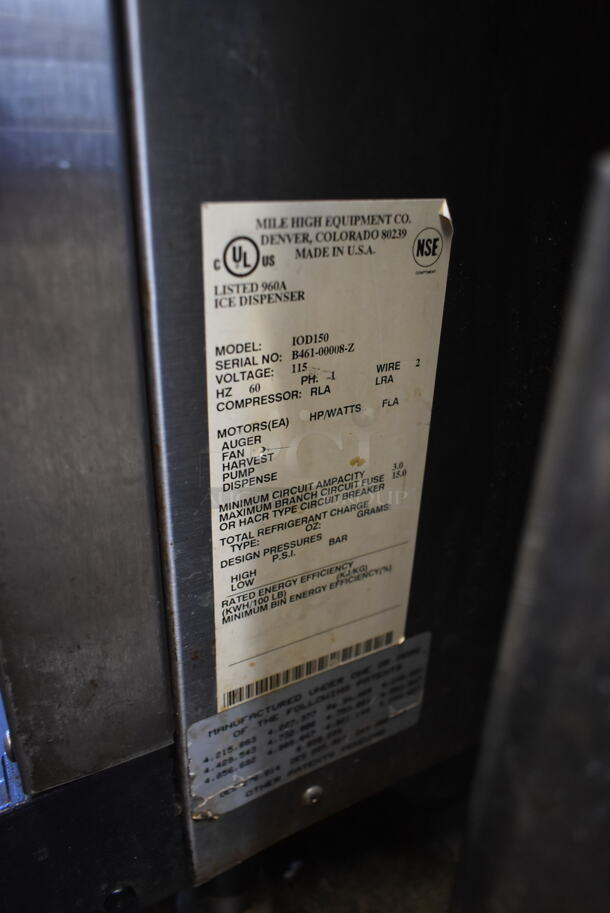 MILE HIGH EQUIPMENT CO.
DENVER, COLORADO 80239
MADE IN U.S.A.
C UL US
NSF
COMPONENT
LISTED 960A
ICE DISPENSER
MODEL: IOD150
SERIAL NO: B461-00008-Z
VOLTAGE: 115 WIRE 2
HZ 60 PH: 1 LRA
COMPRESSOR: RLA
MOTORS(EA) HP/WATTS FLA
AUGER
FAN
HARVEST
PUMP
DISPENSE
MINIMUM CIRCUIT AMPACITY 3.0
MAXIMUM BRANCH CIRCUIT FUSE 15.0
OR HACR TYPE CIRCUIT BREAKER
TOTAL REFRIGERANT CHARGE
TYPE: OZ: GRAMS:
DESIGN PRESSURES
P.S.I. BAR
HIGH
LOW
RATED ENERGY EFFICIENCY
(KWH/100 LB) (KJ/KG)
MINIMUM BIN ENERGY EFFICIENCY(%)
MANUFACTURED UNDER ONE OR MORE
OF THE FOLLOWING PATENTS
OTHER PATENTS